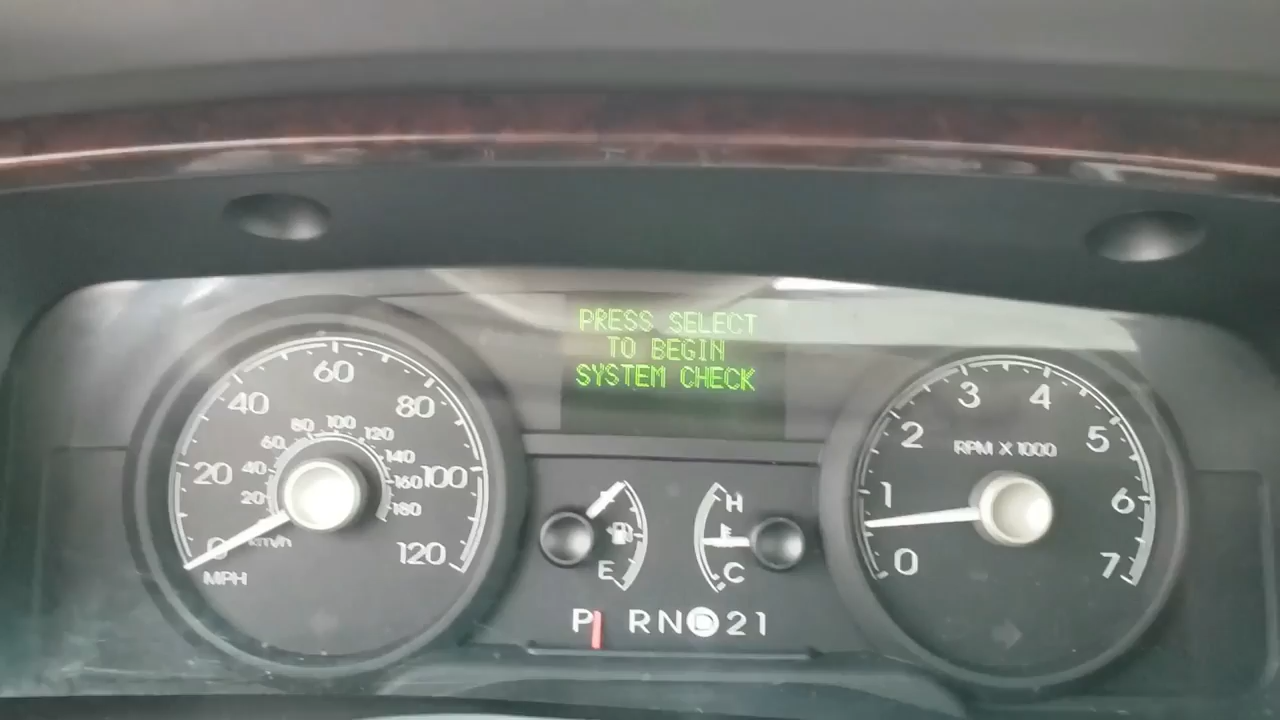 PRESS SELECT
TO BEGIN
SYSTEM CHECK
0 20 40 60 80 100 120
20 40 60 80 100 120 140 160 180
km/h
MPH
E
H
C
0 1 2 3 4 5 6 7
RPM X 1000
P R N D 2 1